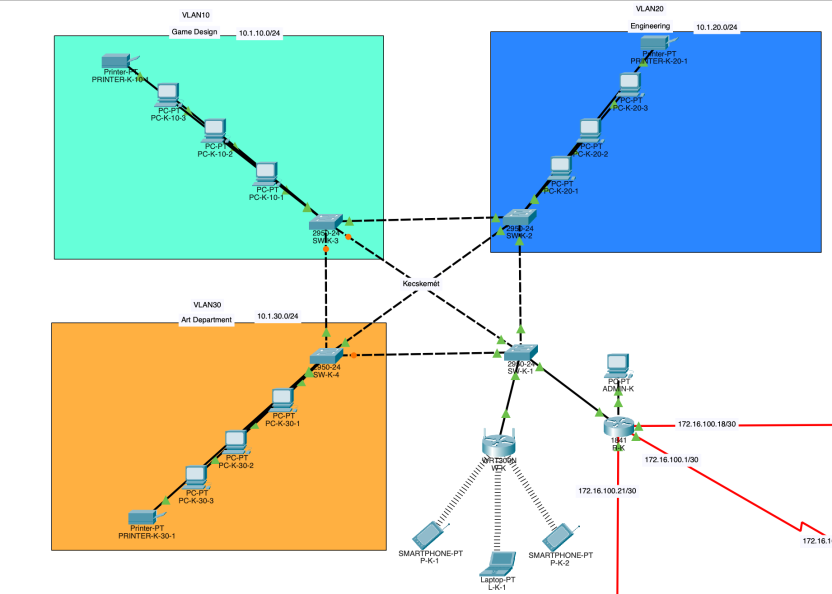 VLAN10
Game Design 10.1.10.0/24
Printer-PT
PRINTER-K-10-1
PC-PT
PC-K-10-3
PC-PT
PC-K-10-2
PC-PT
PC-K-10-1
2950-24
SW-K-3
VLAN20
Engineering 10.1.20.0/24
Printer-PT
PRINTER-K-20-1
PC-PT
PC-K-20-3
PC-PT
PC-K-20-2
PC-PT
PC-K-20-1
2950-24
SW-K-2
Kecskemét
VLAN30
Art Department 10.1.30.0/24
2950-24
SW-K-4
PC-PT
PC-K-30-1
PC-PT
PC-K-30-2
PC-PT
PC-K-30-3
Printer-PT
PRINTER-K-30-1
2950-24
SW-K-1
PC-PT
ADMIN-K
1841
R-K
172.16.100.18/30
172.16.100.1/30
172.16.100.21/30
172.16.1
WRT300N
W-K
SMARTPHONE-PT
P-K-1
Laptop-PT
L-K-1
SMARTPHONE-PT
P-K-2